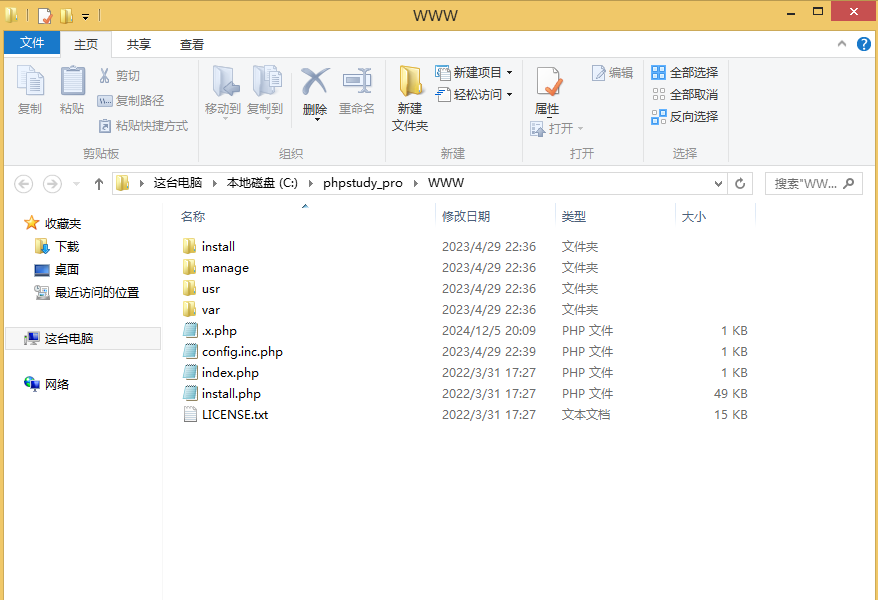 WWW
文件 主页 共享 查看
复制 粘贴 剪切 复制路径 粘贴快捷方式
剪贴板
移动到 复制到 删除 重命名
组织
新建文件夹 新建项目 轻松访问
新建
属性 打开 编辑
打开
全部选择 全部取消 反向选择
选择
这台电脑 本地磁盘 (C:) phpstudy_pro WWW
搜索"WW...
收藏夹
下载
桌面
最近访问的位置
这台电脑
网络
名称 修改日期 类型 大小
install 2023/4/29 22:36 文件夹
manage 2023/4/29 22:36 文件夹
usr 2023/4/29 22:36 文件夹
var 2023/4/29 22:36 文件夹
.x.php 2024/12/5 20:09 PHP 文件 1 KB
config.inc.php 2023/4/29 22:39 PHP 文件 1 KB
index.php 2022/3/31 17:27 PHP 文件 1 KB
install.php 2022/3/31 17:27 PHP 文件 49 KB
LICENSE.txt 2022/3/31 17:27 文本文档 15 KB